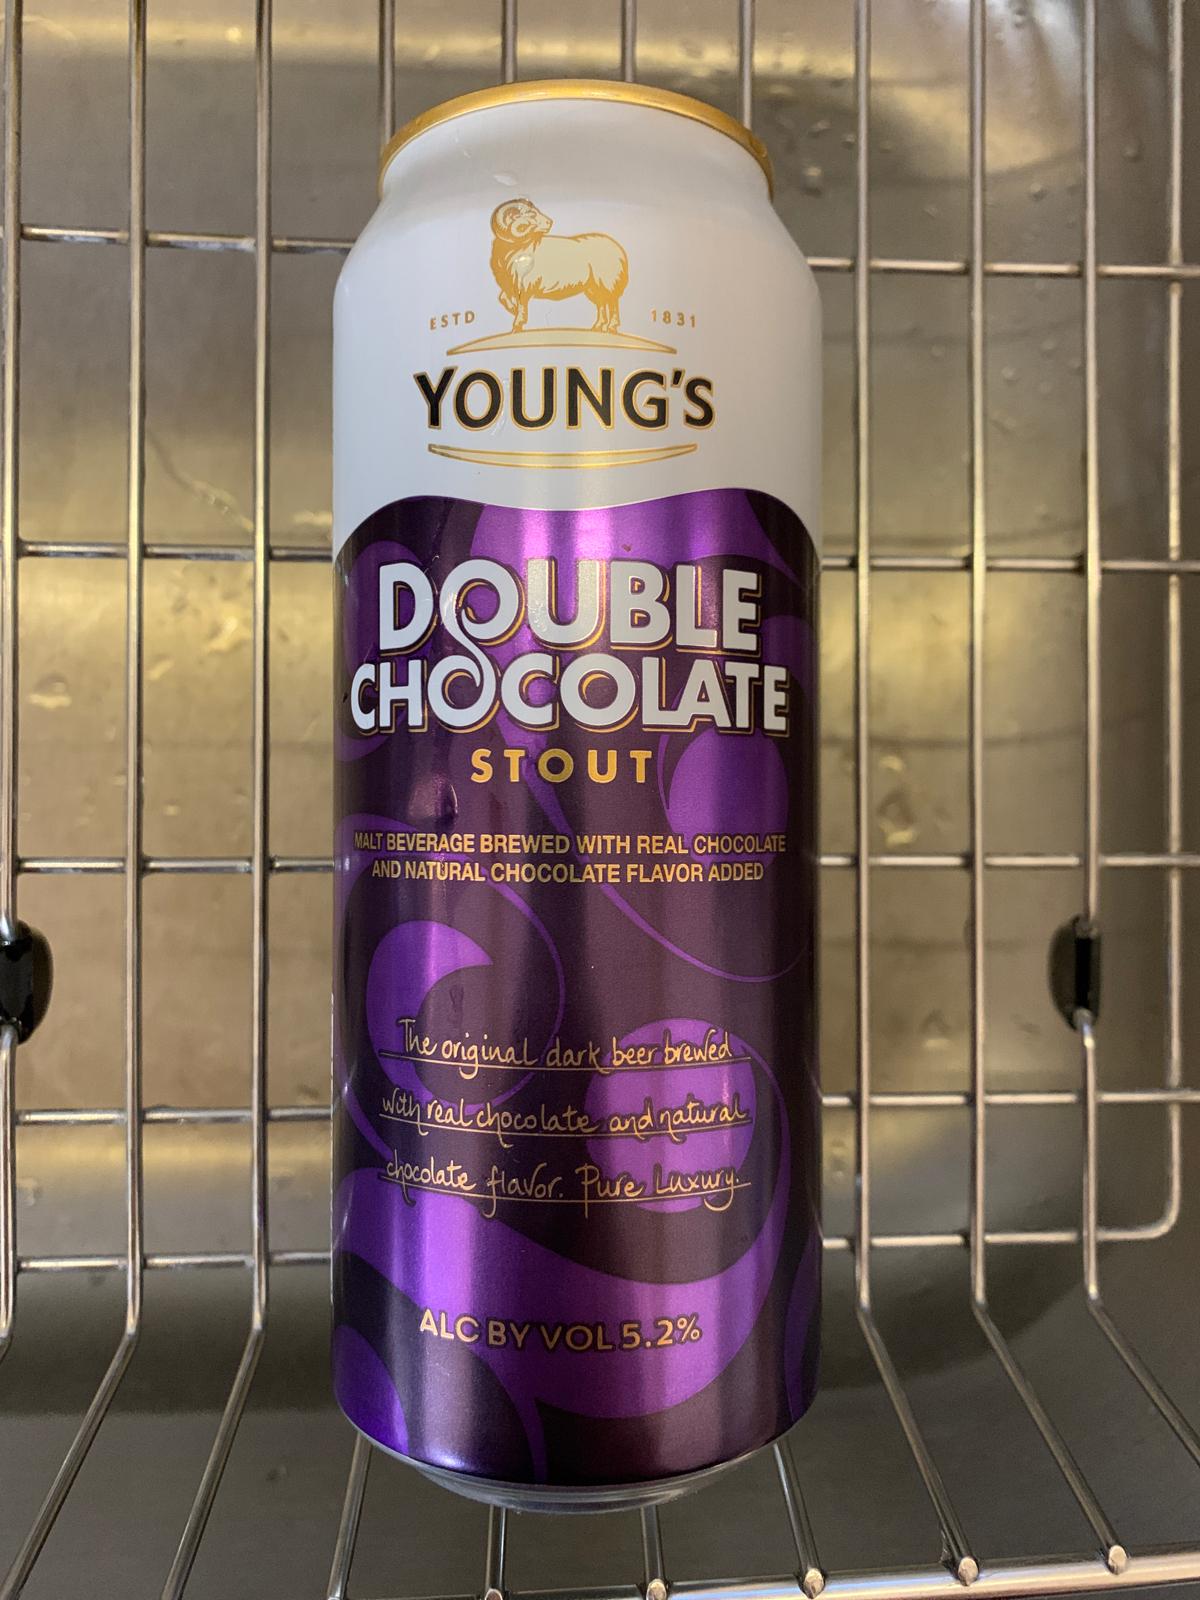 ESTD 1831
YOUNG'S
DOUBLE
CHOCOLATE
STOUT
MALT BEVERAGE BREWED WITH REAL CHOCOLATE
AND NATURAL CHOCOLATE FLAVOR ADDED
The original dark beer brewed
with real chocolate and natural
chocolate flavor. Pure Luxury.
ALC BY VOL 5.2%